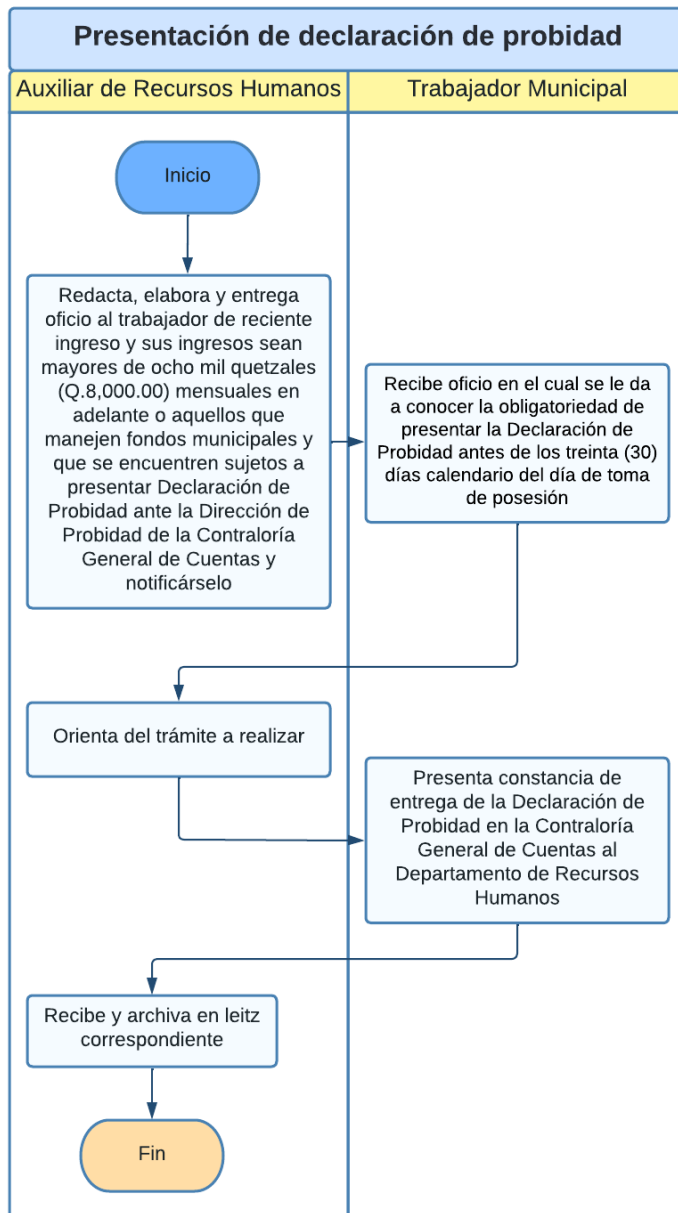 Presentación de declaración de probidad
Auxiliar de Recursos Humanos
Trabajador Municipal
Inicio
Redacta, elabora y entrega
oficio al trabajador de reciente
ingreso y sus ingresos sean
mayores de ocho mil quetzales
(Q.8,000.00) mensuales en
adelante o aquellos que
manejen fondos municipales y
que se encuentren sujetos a
presentar Declaración de
Probidad ante la Dirección de
Probidad de la Contraloría
General de Cuentas y
notificárselo
Recibe oficio en el cual se le da
a conocer la obligatoriedad de
presentar la Declaración de
Probidad antes de los treinta (30)
días calendario del día de toma
de posesión
Orienta del trámite a realizar
Presenta constancia de
entrega de la Declaración de
Probidad en la Contraloría
General de Cuentas al
Departamento de Recursos
Humanos
Recibe y archiva en leitz
correspondiente
Fin